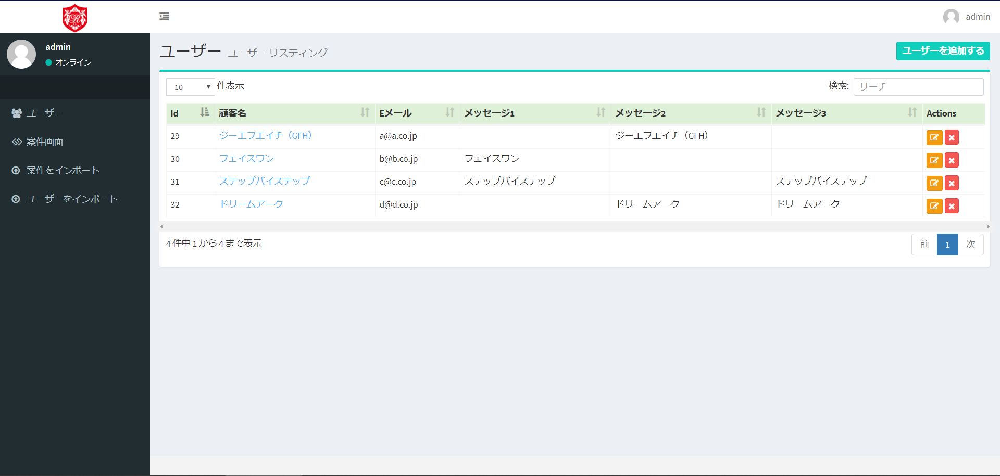 admin
admin
オンライン
ユーザー
案件画面
案件をインポート
ユーザーをインポート
ユーザー ユーザー リスティング
ユーザーを追加する
10 件表示
検索: サーチ
Id 顧客名 Eメール メッセージ1 メッセージ2 メッセージ3 Actions
29 ジーエフエイチ（GFH） a@a.co.jp ジーエフエイチ（GFH）
30 フェイスワン b@b.co.jp フェイスワン
31 ステップバイステップ c@c.co.jp ステップバイステップ ステップバイステップ
32 ドリームアーク d@d.co.jp ドリームアーク ドリームアーク
4 件中 1 から 4 まで表示
前 1 次